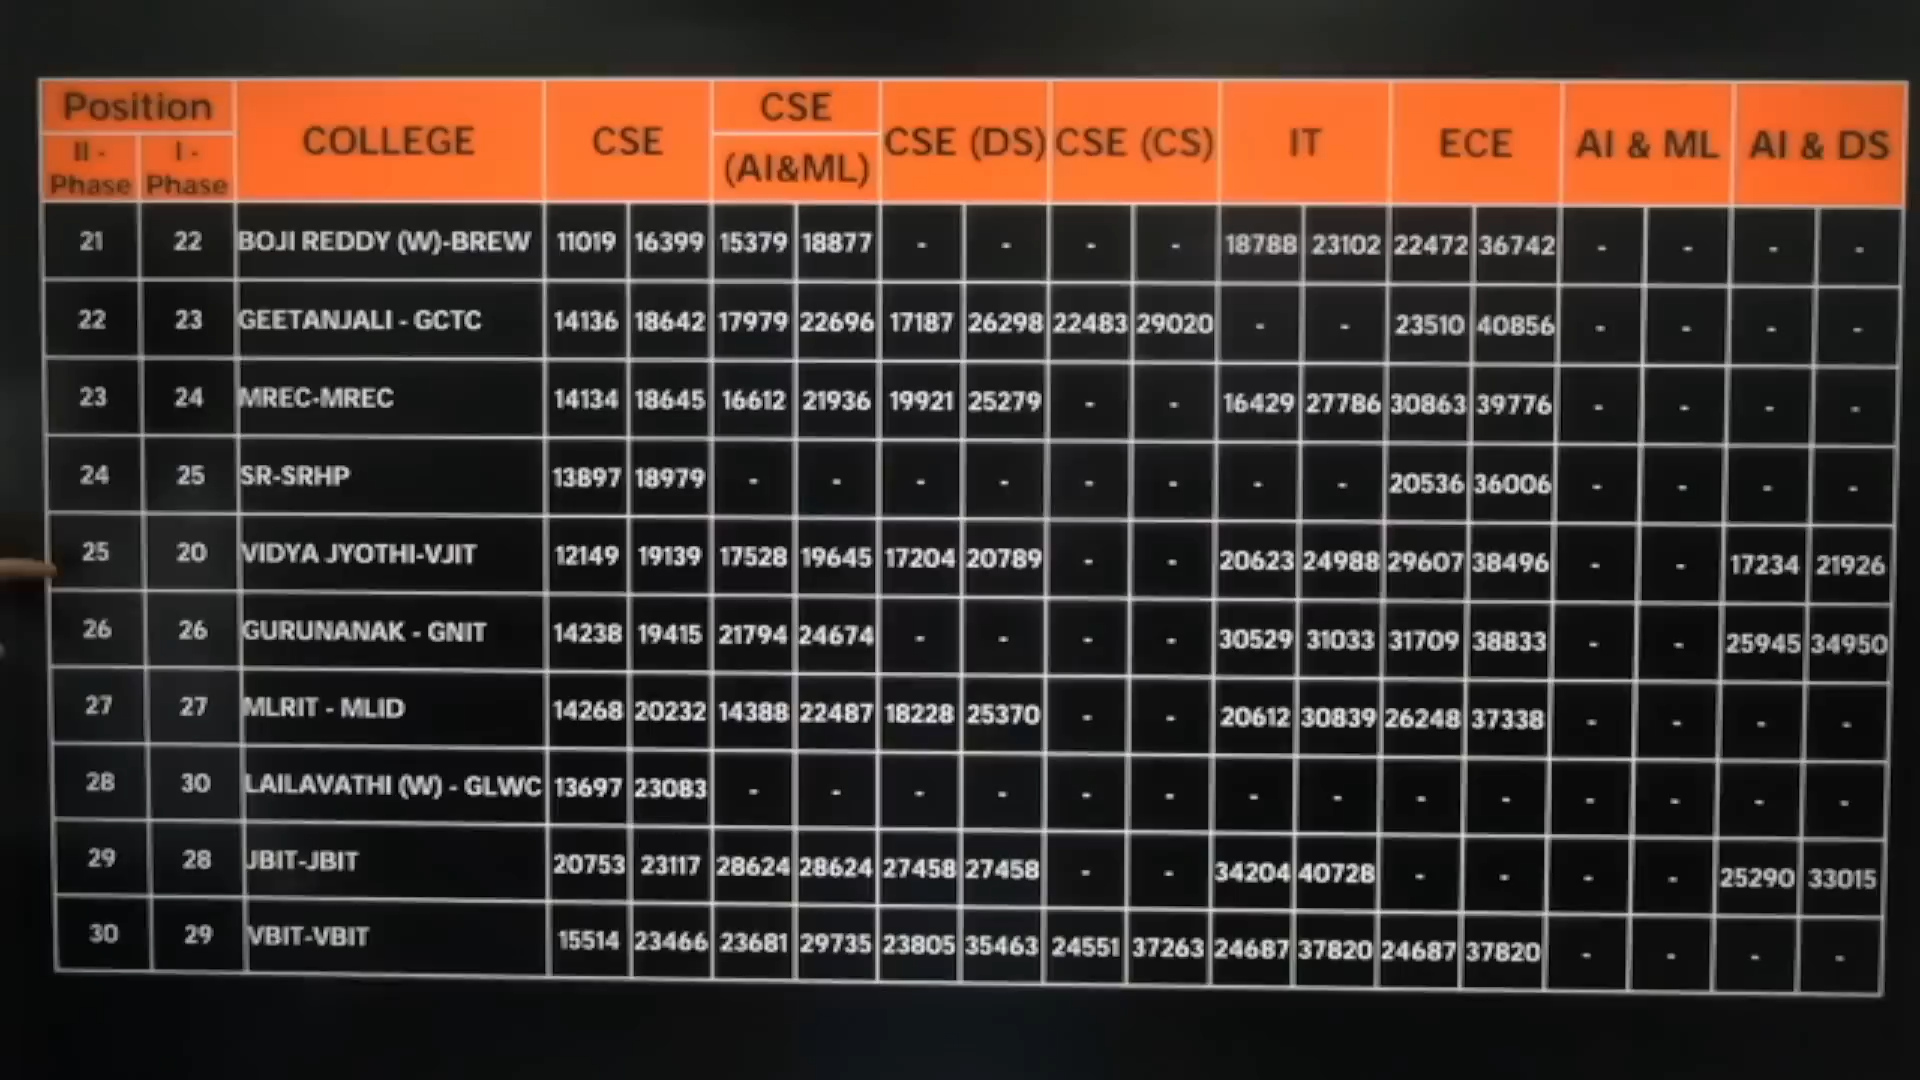 Position COLLEGE CSE CSE (AI&ML) CSE (DS) CSE (CS) IT ECE AI & ML AI & DS
II - Phase I - Phase
21 22 BOJI REDDY (W)-BREW 11019 16399 15379 18877 - - - - 18788 23102 22472 36742 - - - -
22 23 GEETANJALI - GCTC 14136 18642 17979 22696 17187 26298 22483 29020 - - 23510 40856 - - - -
23 24 MREC-MREC 14134 18645 16612 21936 19921 25279 - - 16429 27786 30863 39776 - - - -
24 25 SR-SRHP 13897 18979 - - - - - - - - 20536 36006 - - - -
25 20 VIDYA JYOTHI-VJIT 12149 19139 17528 19645 17204 20789 - - 20623 24988 29607 38496 - - 17234 21926
26 26 GURUNANAK - GNIT 14238 19415 21794 24674 - - - - 30529 31033 31709 38833 - - 25945 34950
27 27 MLRIT - MLID 14268 20232 14388 22487 18228 25370 - - 20612 30839 26248 37338 - - - -
28 30 LAILAVATHI (W) - GLWC 13697 23083 - - - - - - - - - - - - - -
29 28 JBIT-JBIT 20753 23117 28624 28624 27458 27458 - - 34204 40728 - - - - 25290 33015
30 29 VBIT-VBIT 15514 23466 23681 29735 23805 35463 24551 37263 24687 37820 24687 37820 - - - -